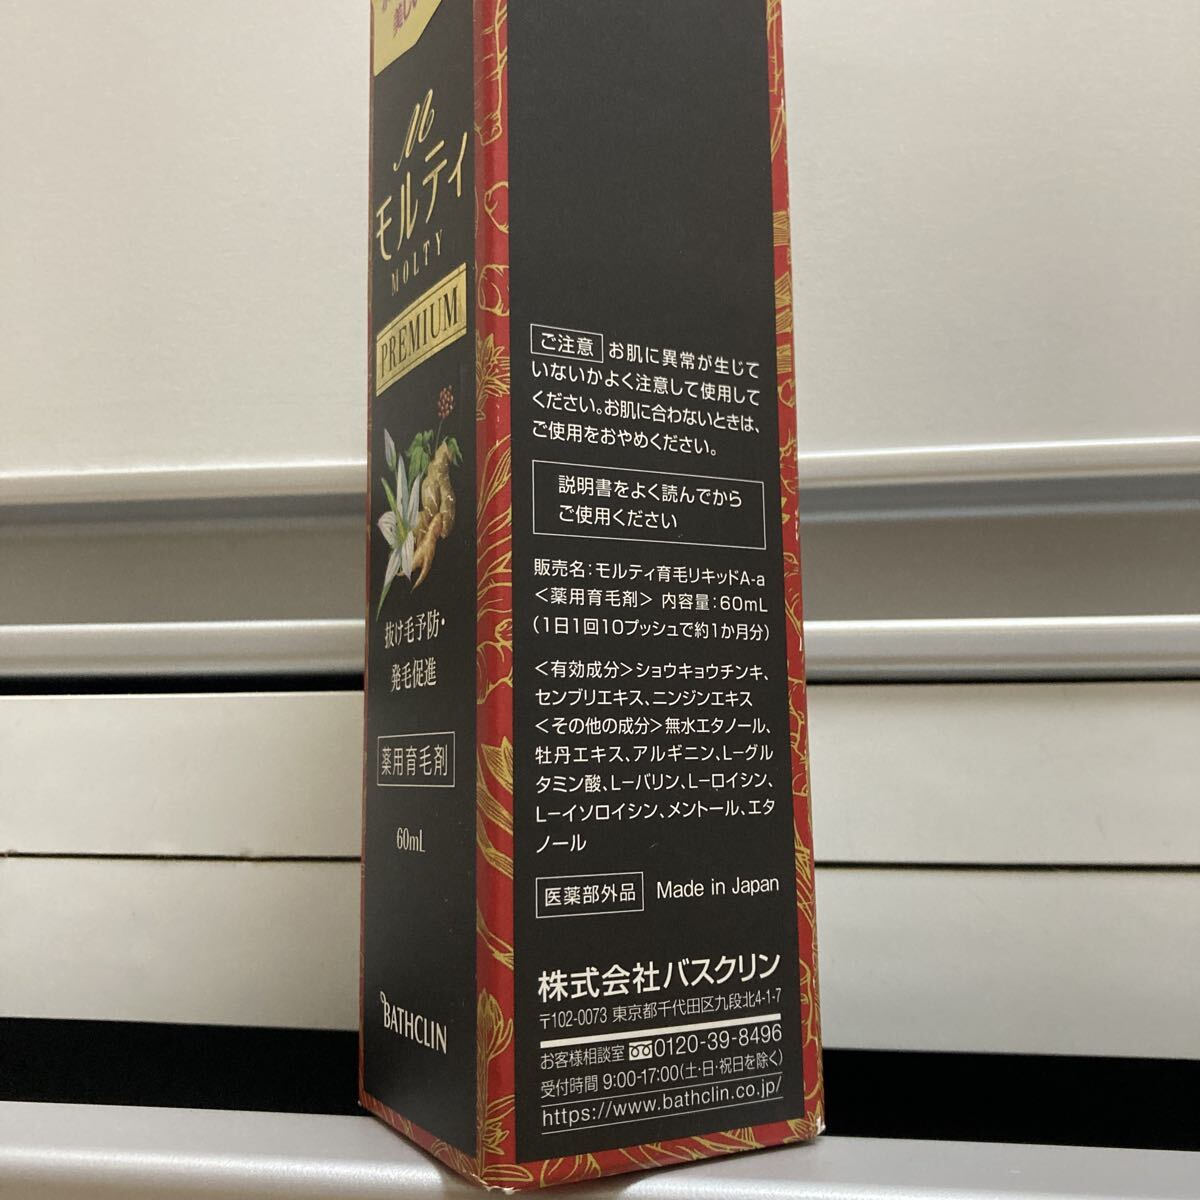 美し
M
モルティ
MOLTY
PREMIUM
抜け毛予防・
発毛促進
薬用育毛剤
60mL
BATHCLIN
ご注意 お肌に異常が生じて
いないかよく注意して使用して
ください。お肌に合わないときは、
ご使用をおやめください。
説明書をよく読んでから
ご使用ください
販売名:モルティ育毛リキッドA-a
<薬用育毛剤> 内容量:60mL
(1日1回10プッシュで約1か月分)
<有効成分>ショウキョウチンキ、
センブリエキス、ニンジンエキス
<その他の成分>無水エタノール、
牡丹エキス、アルギニン、L-グル
タミン酸、L-バリン、L-ロイシン、
L-イソロイシン、メントール、エタ
ノール
医薬部外品 Made in Japan
株式会社バスクリン
〒102-0073 東京都千代田区九段北4-1-7
お客様相談室 0120-39-8496
受付時間 9:00-17:00(土・日・祝日を除く)
https://www.bathclin.co.jp/